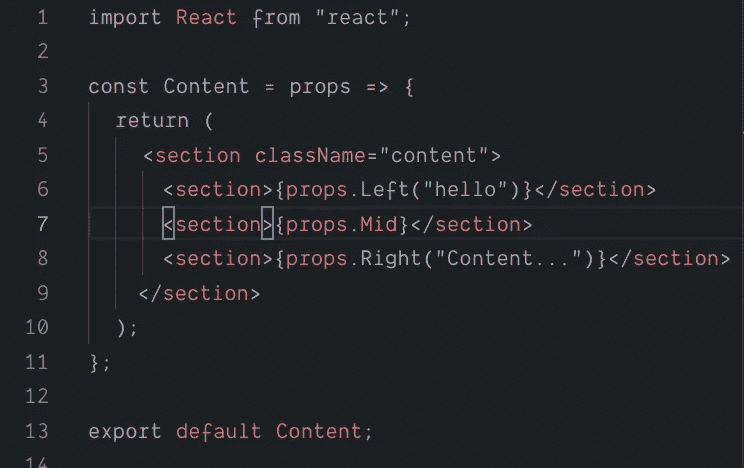 1 import React from "react";
2
3 const Content = props => {
4 return (
5 <section className="content">
6 <section>{props.Left("hello")}</section>
7 <section>{props.Mid}</section>
8 <section>{props.Right("Content...")}</section>
9 </section>
10 );
11 };
12
13 export default Content;
14